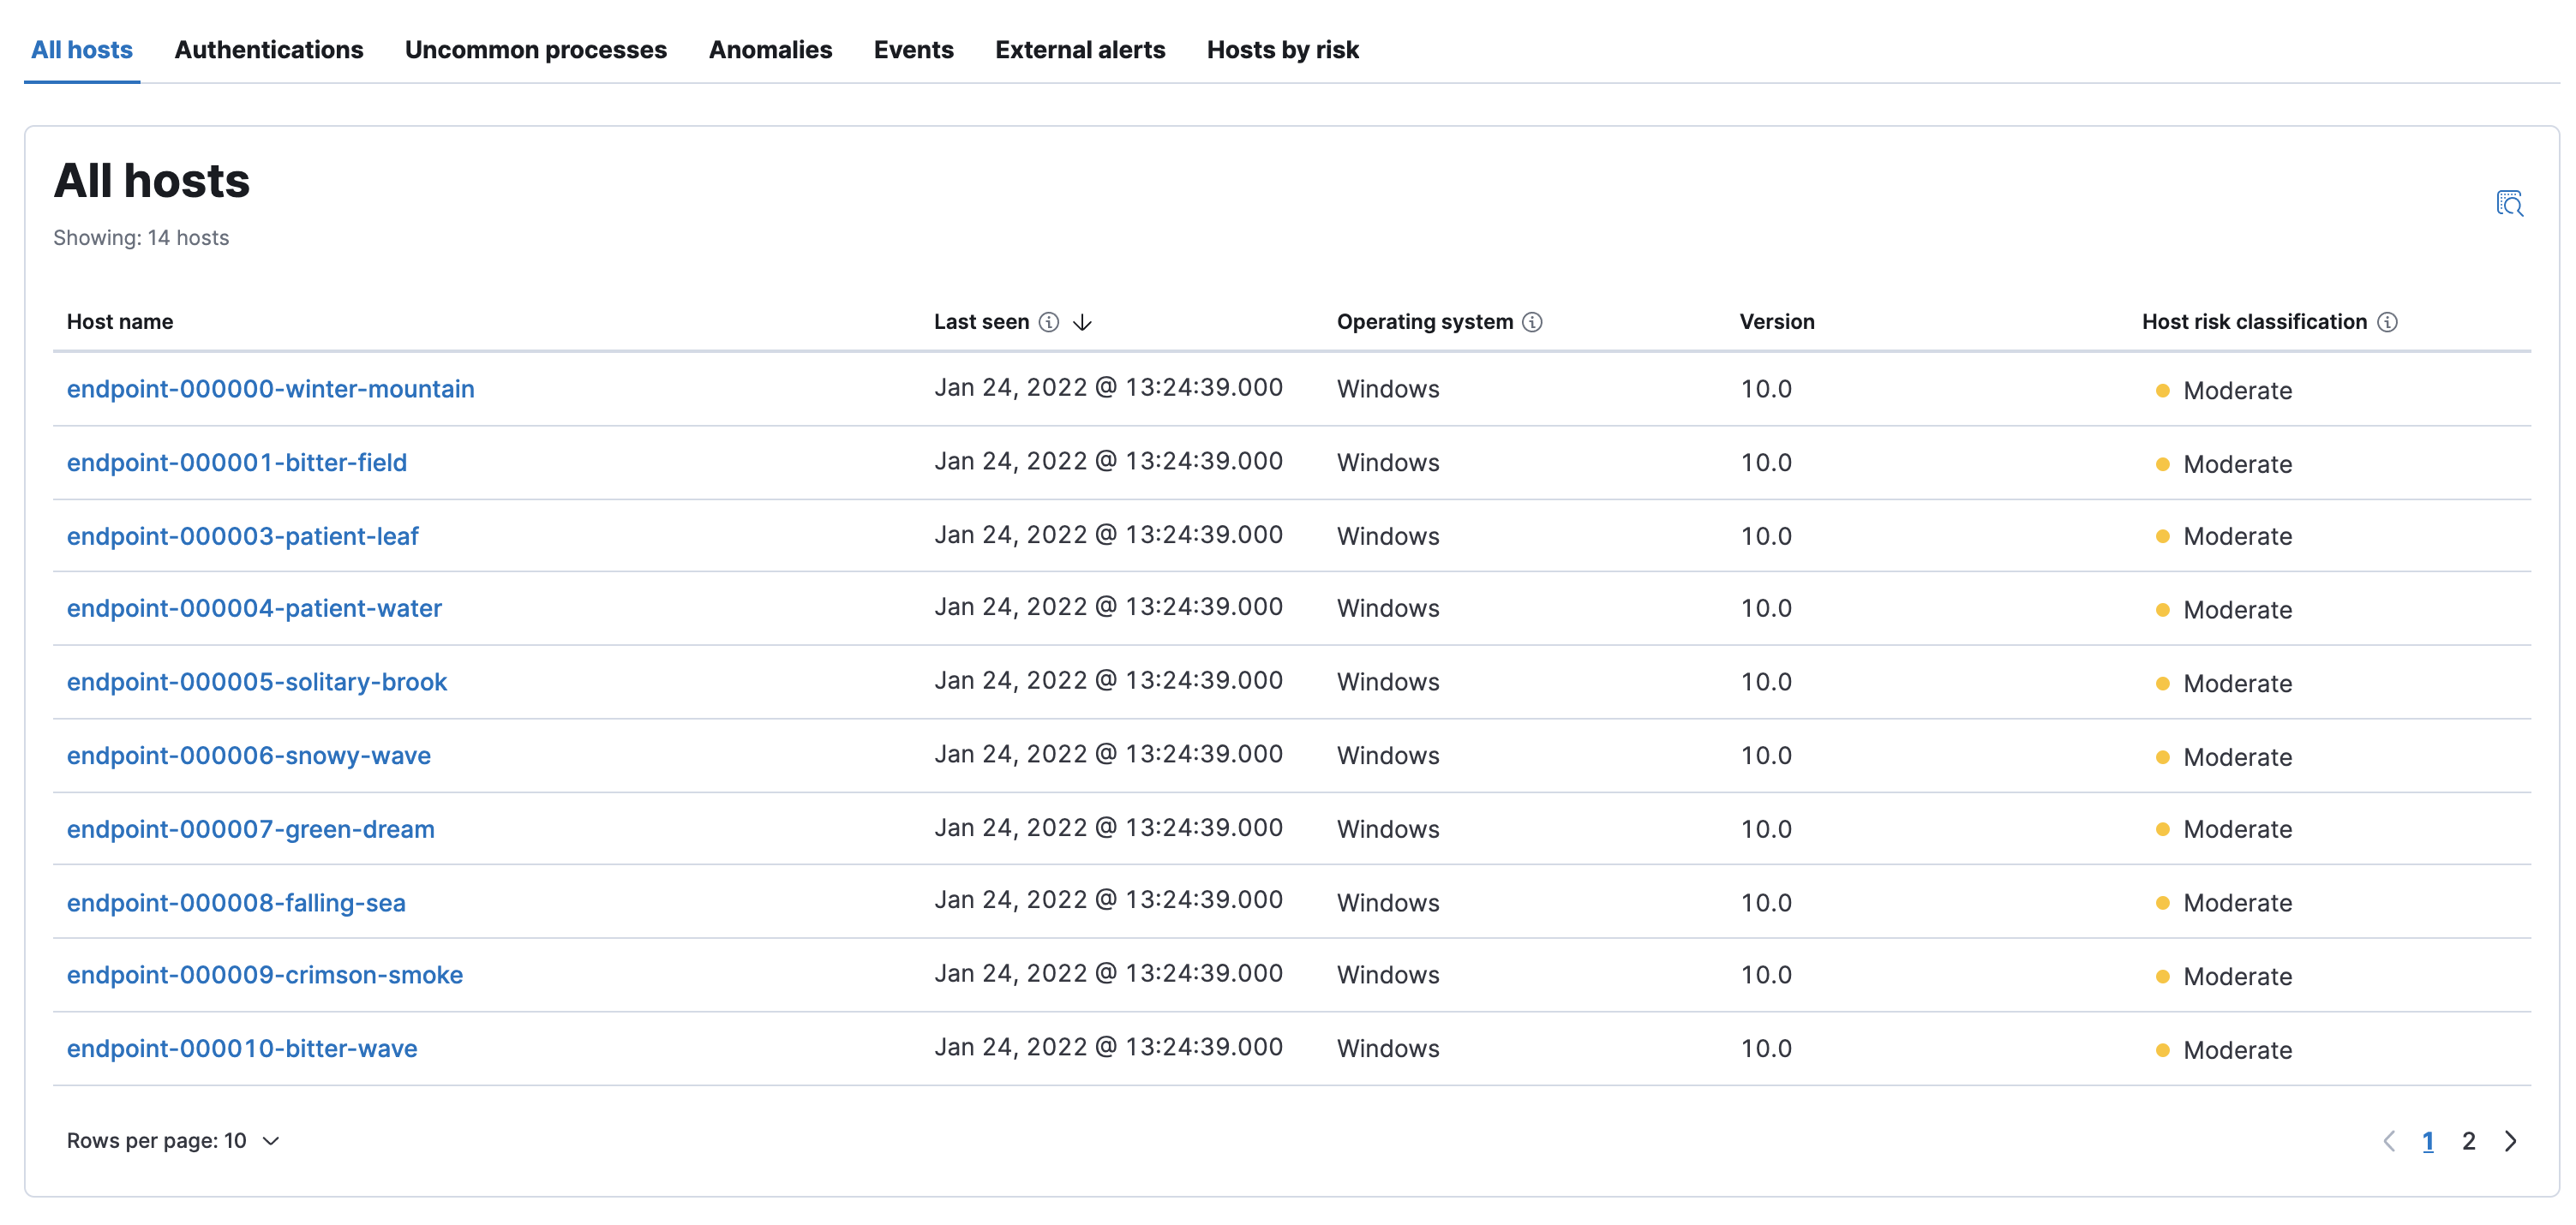 All hosts Authentications Uncommon processes Anomalies Events External alerts Hosts by risk
All hosts
Showing: 14 hosts
Host name Last seen Operating system Version Host risk classification
endpoint-000000-winter-mountain Jan 24, 2022 @ 13:24:39.000 Windows 10.0 Moderate
endpoint-000001-bitter-field Jan 24, 2022 @ 13:24:39.000 Windows 10.0 Moderate
endpoint-000003-patient-leaf Jan 24, 2022 @ 13:24:39.000 Windows 10.0 Moderate
endpoint-000004-patient-water Jan 24, 2022 @ 13:24:39.000 Windows 10.0 Moderate
endpoint-000005-solitary-brook Jan 24, 2022 @ 13:24:39.000 Windows 10.0 Moderate
endpoint-000006-snowy-wave Jan 24, 2022 @ 13:24:39.000 Windows 10.0 Moderate
endpoint-000007-green-dream Jan 24, 2022 @ 13:24:39.000 Windows 10.0 Moderate
endpoint-000008-falling-sea Jan 24, 2022 @ 13:24:39.000 Windows 10.0 Moderate
endpoint-000009-crimson-smoke Jan 24, 2022 @ 13:24:39.000 Windows 10.0 Moderate
endpoint-000010-bitter-wave Jan 24, 2022 @ 13:24:39.000 Windows 10.0 Moderate
Rows per page: 10 1 2